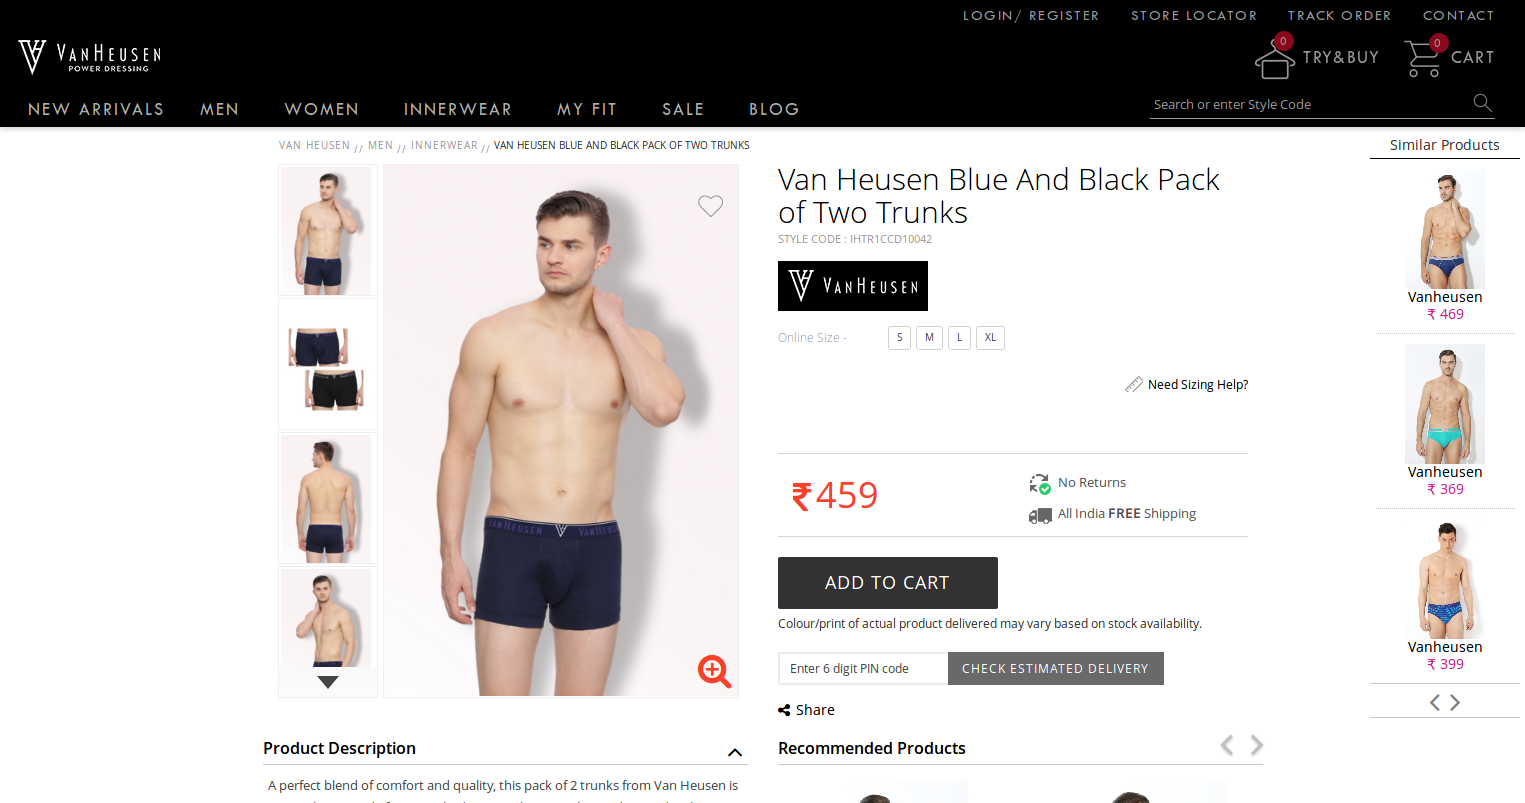 LOGIN/ REGISTER STORE LOCATOR TRACK ORDER CONTACT
VANHEUSEN
POWER DRESSING
0 TRY&BUY 0 CART
NEW ARRIVALS MEN WOMEN INNERWEAR MY FIT SALE BLOG
Search or enter Style Code
VAN HEUSEN // MEN // INNERWEAR // VAN HEUSEN BLUE AND BLACK PACK OF TWO TRUNKS
Van Heusen Blue And Black Pack
of Two Trunks
STYLE CODE : IHTR1CCD10042
VANHEUSEN
Online Size - S M L XL
Need Sizing Help?
₹459
No Returns
All India FREE Shipping
ADD TO CART
Colour/print of actual product delivered may vary based on stock availability.
Enter 6 digit PIN code CHECK ESTIMATED DELIVERY
Share
VANHEUSEN
Similar Products
Vanheusen
₹ 469
Vanheusen
₹ 369
Vanheusen
₹ 399
Product Description
A perfect blend of comfort and quality, this pack of 2 trunks from Van Heusen is
Recommended Products